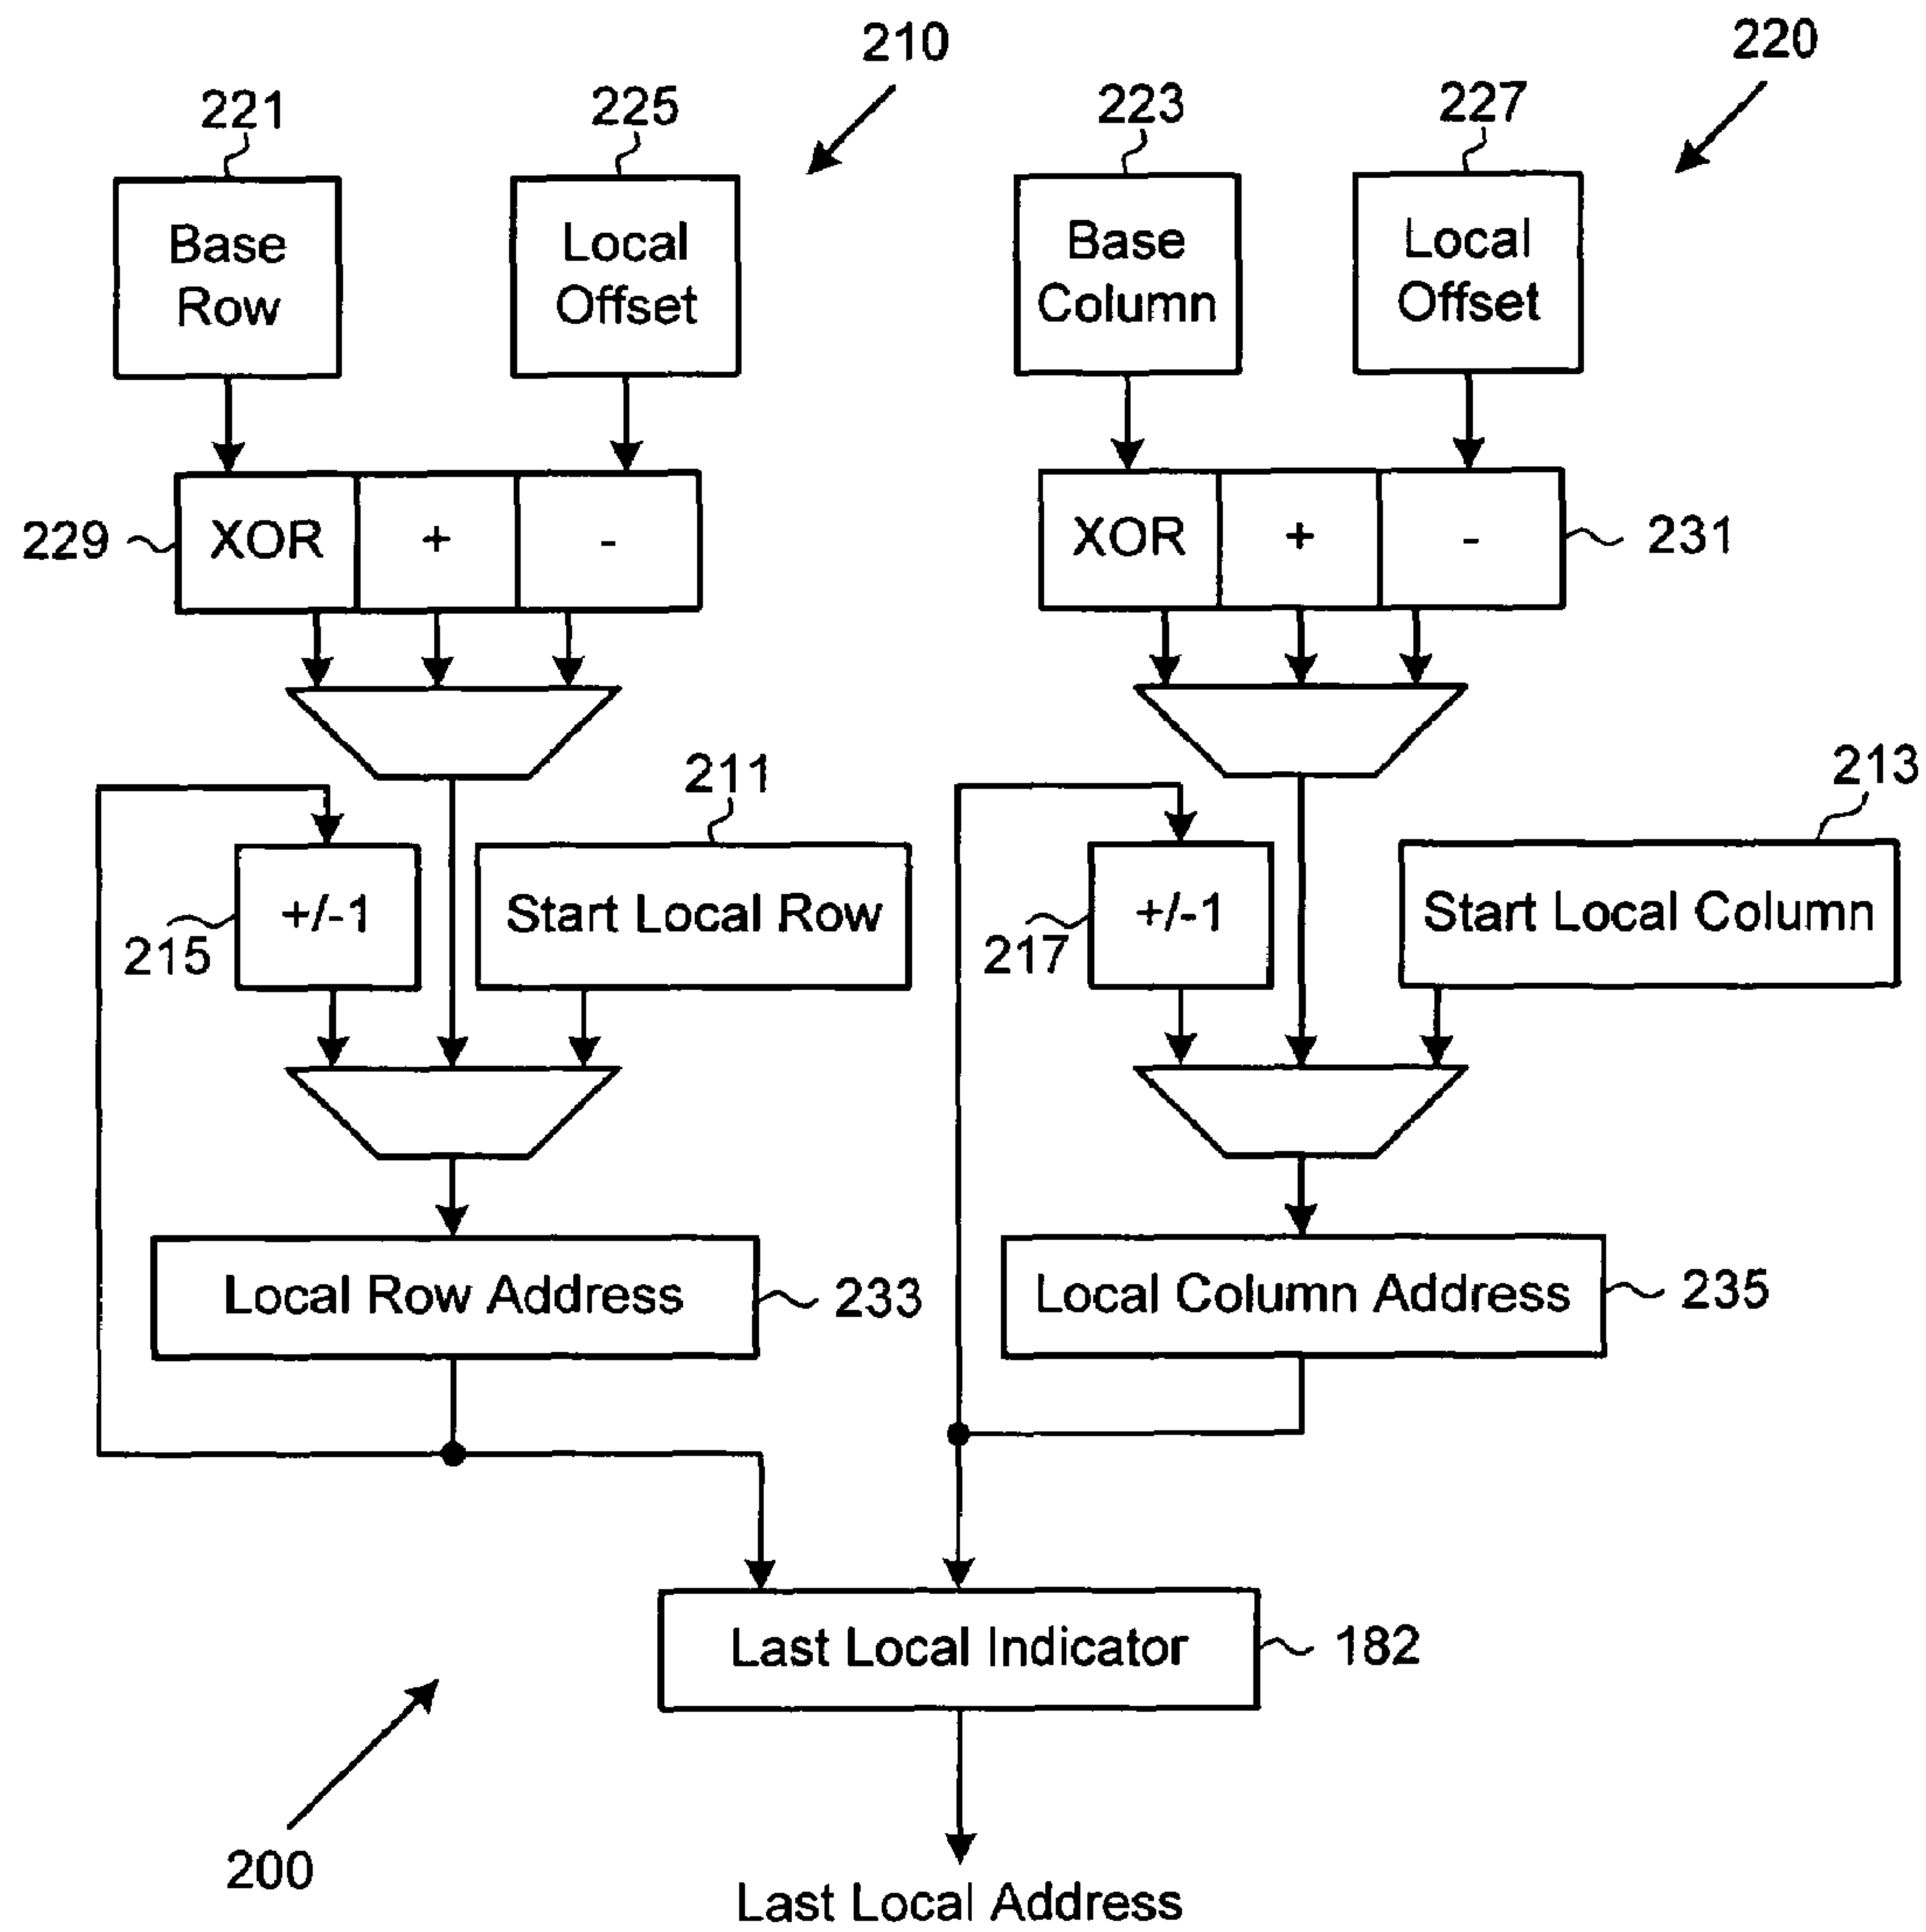 210
220
221
225
223
227
Base
Row
Local
Offset
Base
Column
Local
Offset
229
XOR
+
-
XOR
+
-
231
211
213
+/-1
Start Local Row
+/-1
Start Local Column
215
217
Local Row Address
233
Local Column Address
235
Last Local Indicator
182
200
Last Local Address